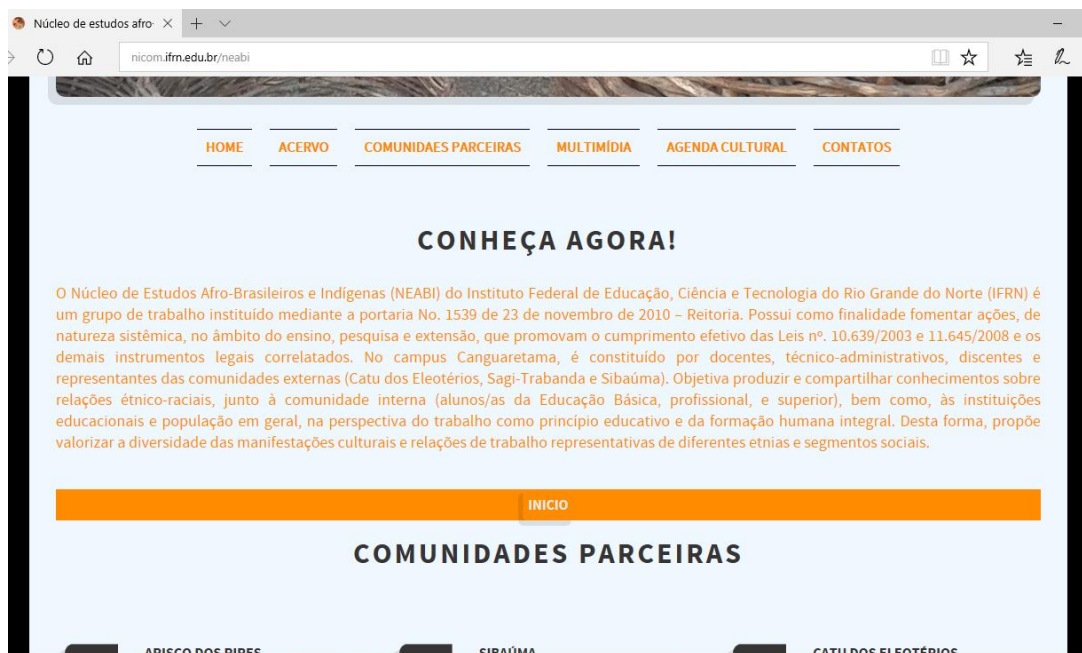 Núcleo de estudos afro-
nicom.ifrn.edu.br/neabi
HOME ACERVO COMUNIDAES PARCEIRAS MULTIMÍDIA AGENDA CULTURAL CONTATOS
CONHEÇA AGORA!
O Núcleo de Estudos Afro-Brasileiros e Indígenas (NEABI) do Instituto Federal de Educação, Ciência e Tecnologia do Rio Grande do Norte (IFRN) é
um grupo de trabalho instituído mediante a portaria No. 1539 de 23 de novembro de 2010 – Reitoria. Possui como finalidade fomentar ações, de
natureza sistêmica, no âmbito do ensino, pesquisa e extensão, que promovam o cumprimento efetivo das Leis nº. 10.639/2003 e 11.645/2008 e os
demais instrumentos legais correlatados. No campus Canguaretama, é constituído por docentes, técnico-administrativos, discentes e
representantes das comunidades externas (Catu dos Eleotérios, Sagi-Trabanda e Sibaúma). Objetiva produzir e compartilhar conhecimentos sobre
relações étnico-raciais, junto à comunidade interna (alunos/as da Educação Básica, profissional, e superior), bem como, às instituições
educacionais e população em geral, na perspectiva do trabalho como princípio educativo e da formação humana integral. Desta forma, propõe
valorizar a diversidade das manifestações culturais e relações de trabalho representativas de diferentes etnias e segmentos sociais.
INICIO
COMUNIDADES PARCEIRAS
ARISCO DOS PIRES SIBAÚMA CATU DOS ELEOTÉRIOS